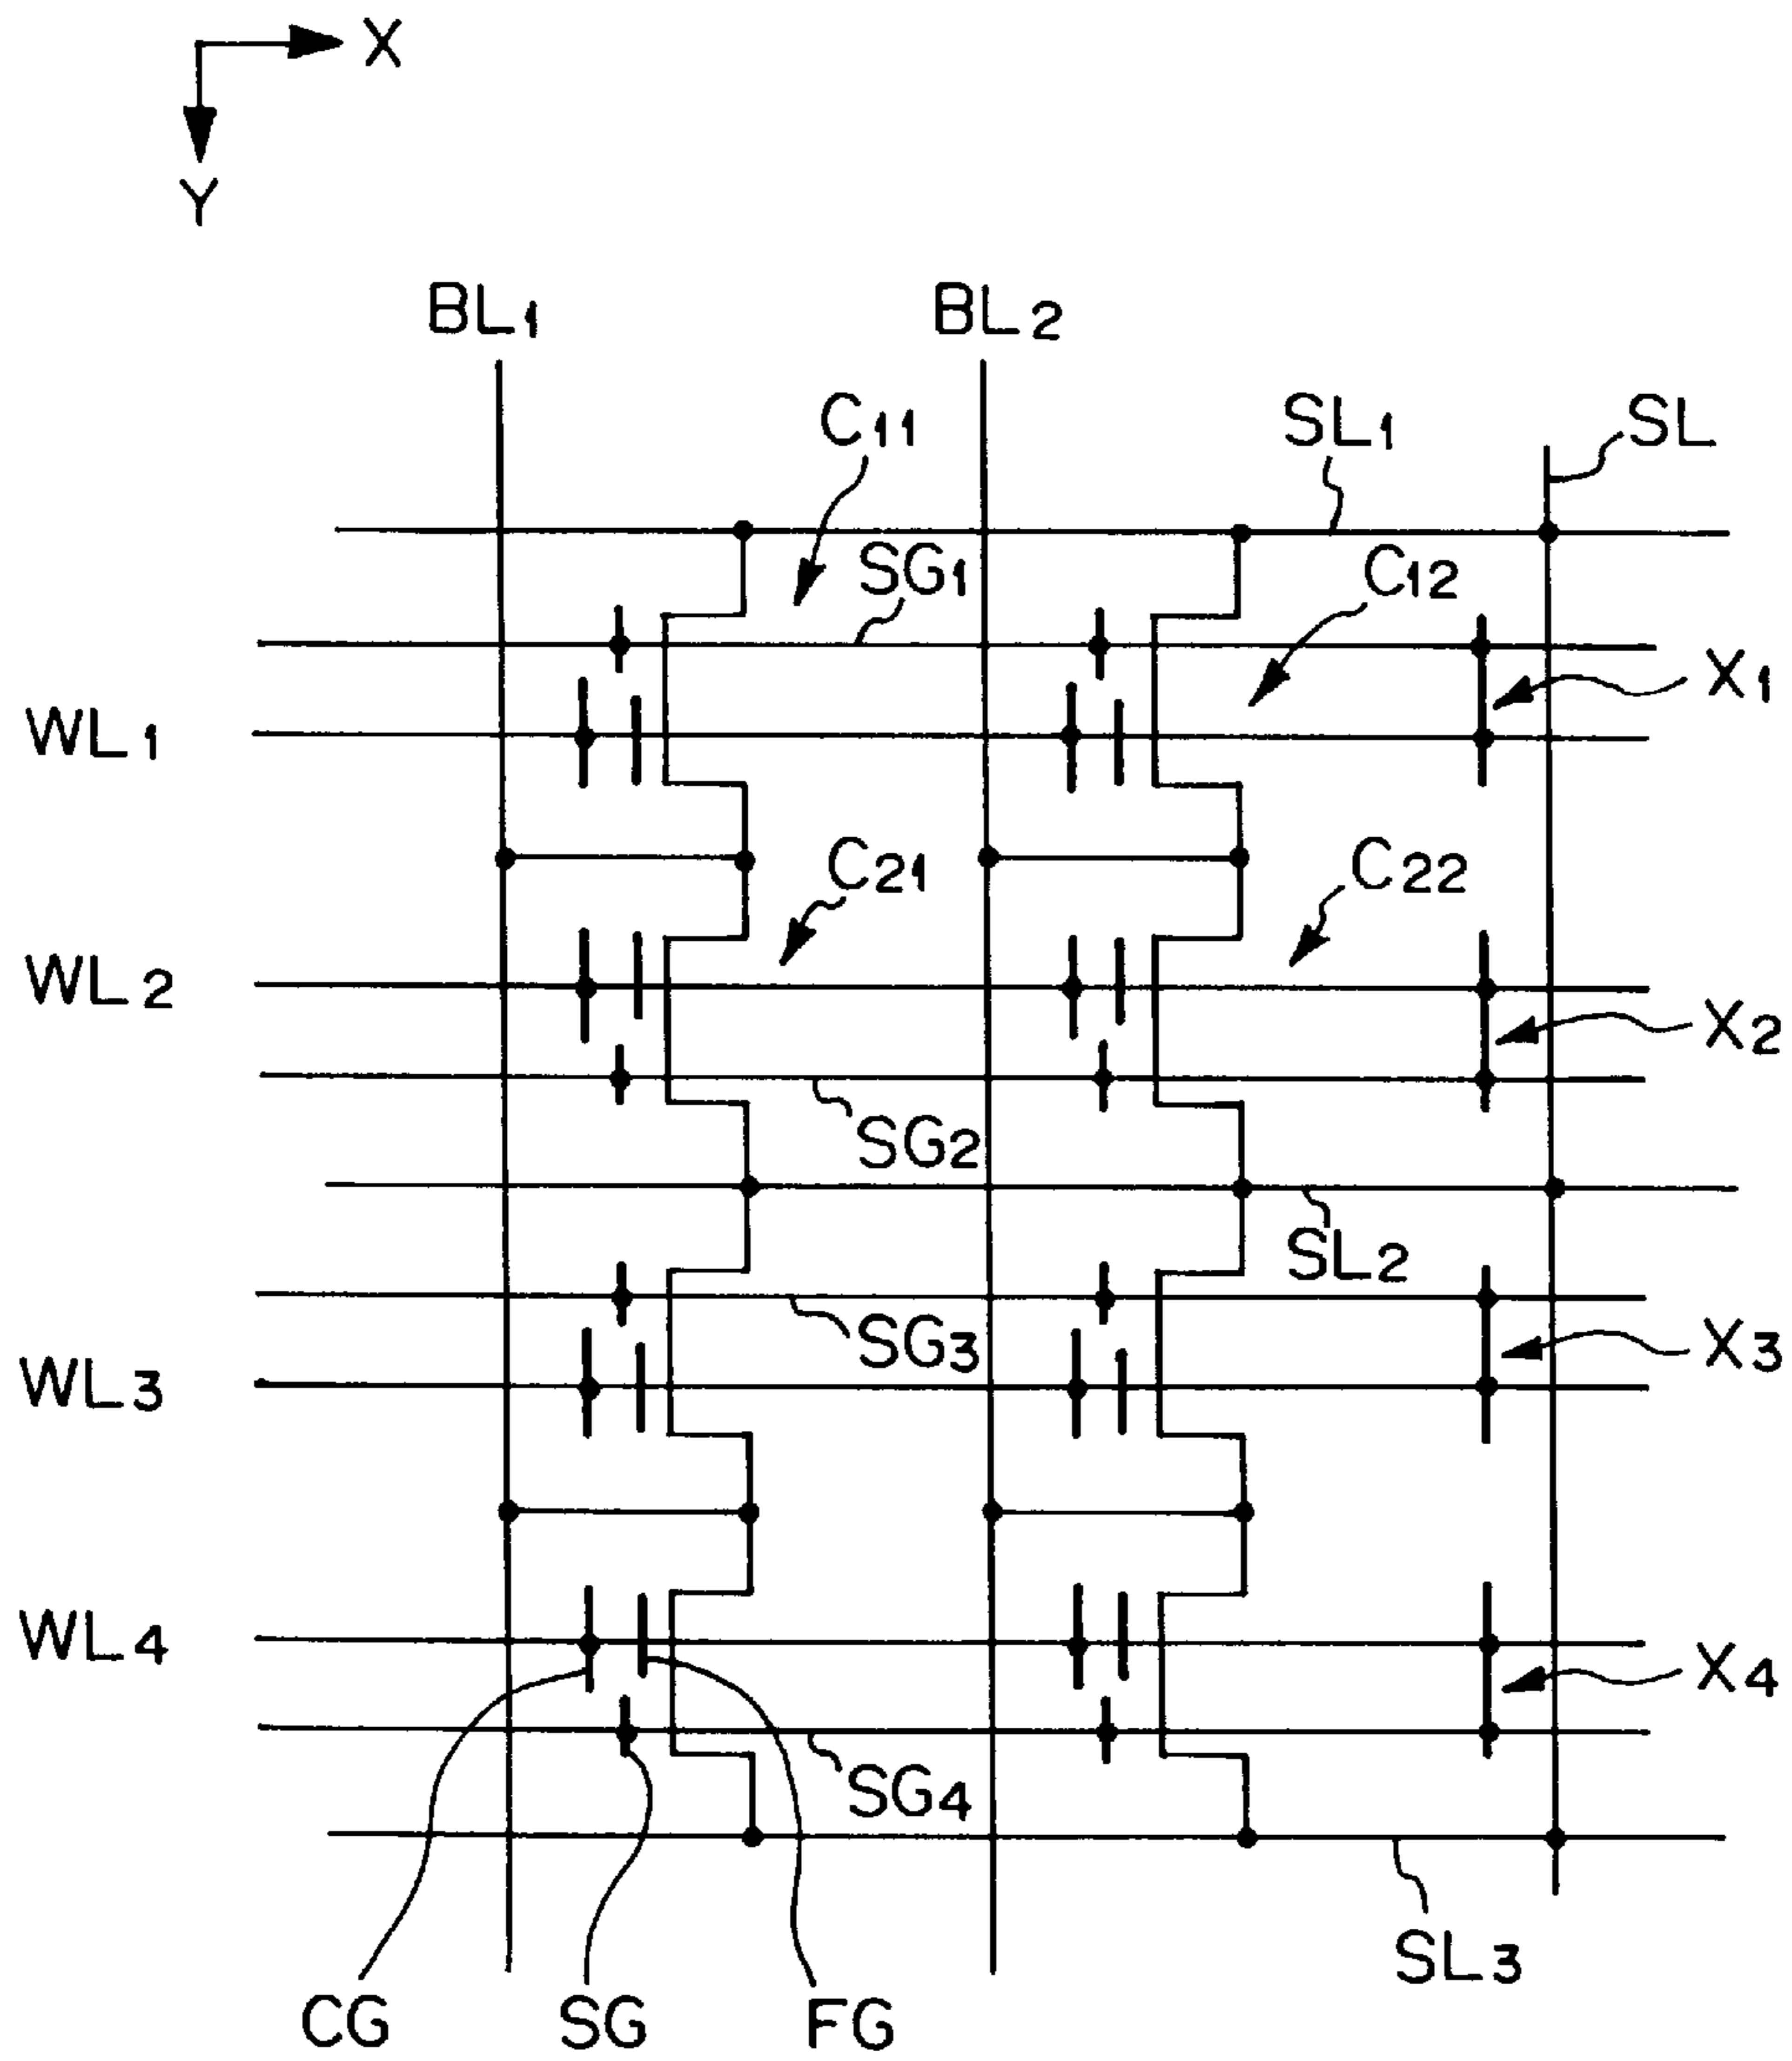 X
Y
BL1 BL2
C11 SL1 SL
SG1 C12
X1
WL1
C21 C22
WL2
X2
SG2
SL2
SG3 X3
WL3
WL4
X4
SG4
SL3
CG SG FG